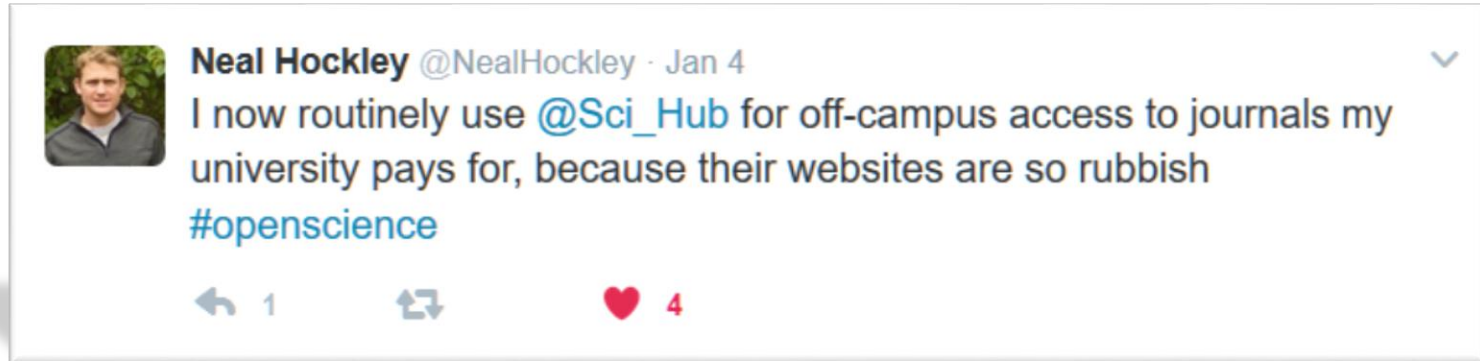 Neal Hockley @NealHockley · Jan 4
I now routinely use @Sci_Hub for off-campus access to journals my
university pays for, because their websites are so rubbish
#openscience
1 4